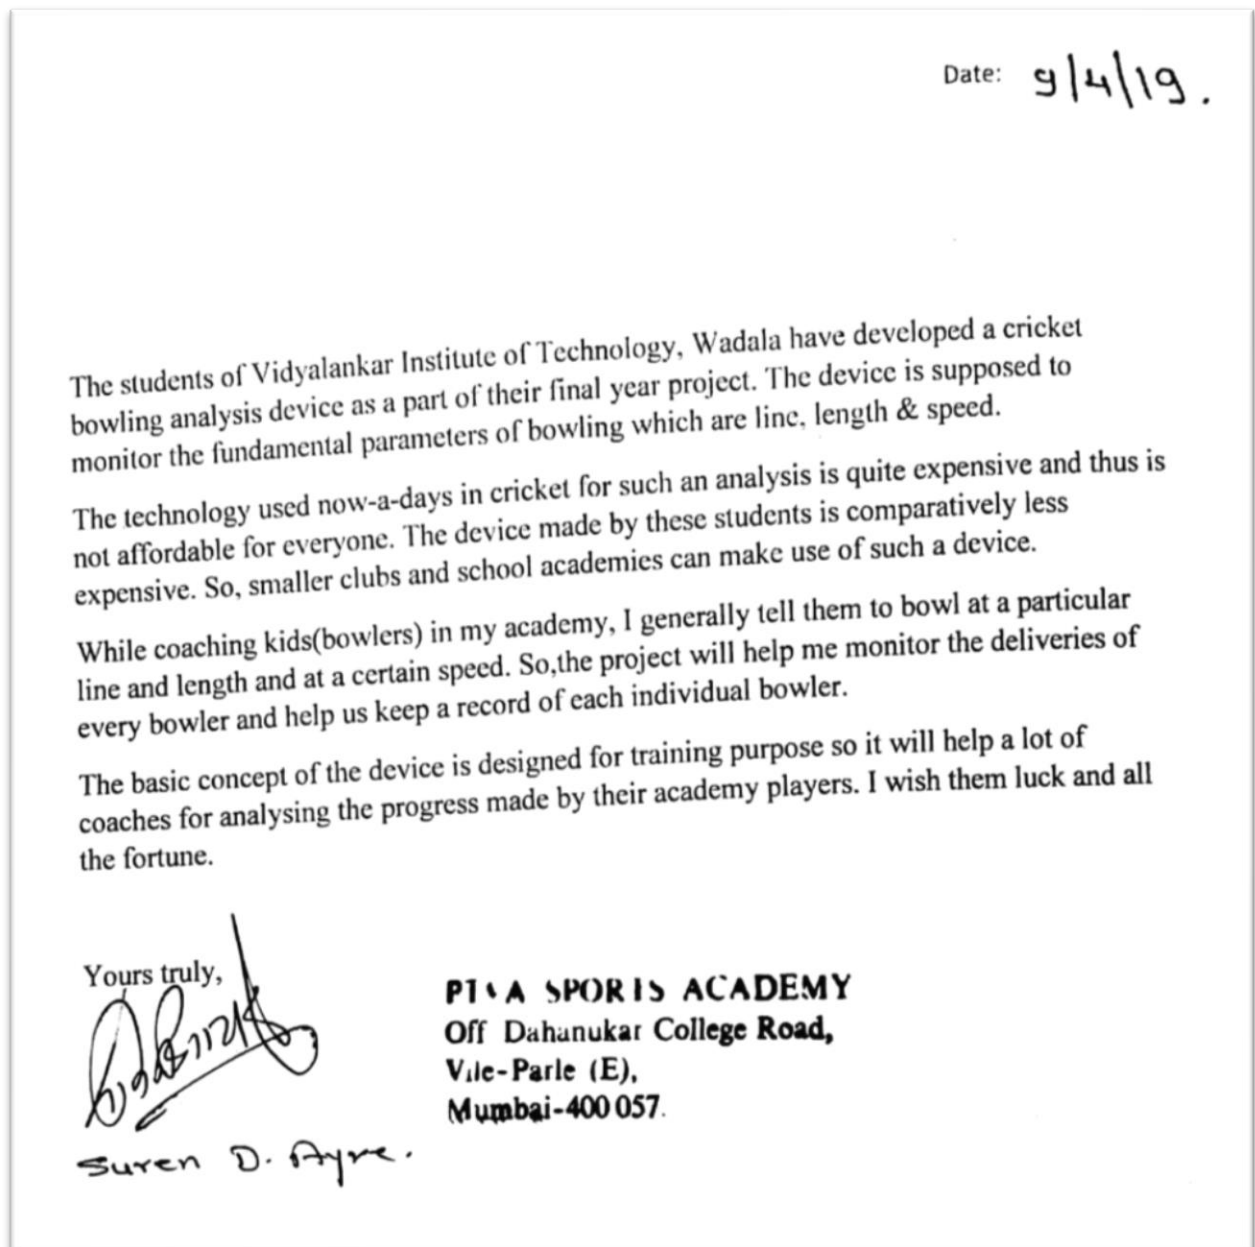 Date: 9/4/19.
The students of Vidyalankar Institute of Technology, Wadala have developed a cricket
bowling analysis device as a part of their final year project. The device is supposed to
monitor the fundamental parameters of bowling which are line, length & speed.
The technology used now-a-days in cricket for such an analysis is quite expensive and thus is
not affordable for everyone. The device made by these students is comparatively less
expensive. So, smaller clubs and school academies can make use of such a device.
While coaching kids(bowlers) in my academy, I generally tell them to bowl at a particular
line and length and at a certain speed. So,the project will help me monitor the deliveries of
every bowler and help us keep a record of each individual bowler.
The basic concept of the device is designed for training purpose so it will help a lot of
coaches for analysing the progress made by their academy players. I wish them luck and all
the fortune.
Yours truly,
SPORTS ACADEMY
Off Dahanukar College Road,
Vile-Parle (E),
Mumbai-400 057.
Suren D. Ayre.